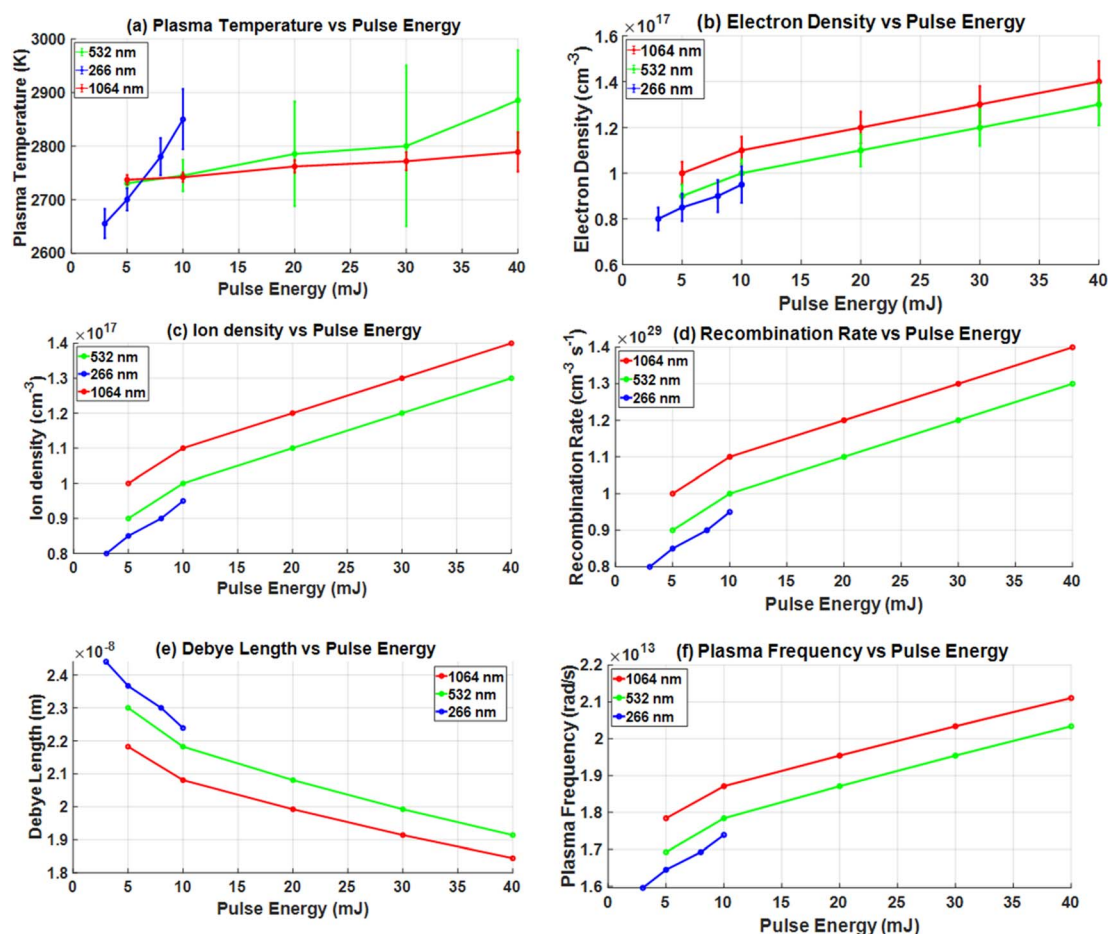 (a) Plasma Temperature vs Pulse Energy
Plasma Temperature (K)
3000
2900
2800
2700
2600
532 nm
266 nm
1064 nm
0 5 10 15 20 25 30 35 40
Pulse Energy (mJ)
(b) Electron Density vs Pulse Energy
×10^17
Electron Density (cm^-3)
1.6
1.4
1.2
1
0.8
0.6
1064 nm
532 nm
266 nm
0 5 10 15 20 25 30 35 40
Pulse Energy (mJ)
(c) Ion density vs Pulse Energy
×10^17
Ion density (cm^-3)
1.4
1.3
1.2
1.1
1
0.9
0.8
532 nm
266 nm
1064 nm
0 5 10 15 20 25 30 35 40
Pulse Energy (mJ)
(d) Recombination Rate vs Pulse Energy
×10^29
Recombination Rate (cm^-3 s^-1)
1.4
1.3
1.2
1.1
1
0.9
0.8
1064 nm
532 nm
266 nm
0 5 10 15 20 25 30 35 40
Pulse Energy (mJ)
(e) Debye Length vs Pulse Energy
×10^-8
Debye Length (m)
2.4
2.3
2.2
2.1
2
1.9
1.8
1064 nm
532 nm
266 nm
0 5 10 15 20 25 30 35 40
Pulse Energy (mJ)
(f) Plasma Frequency vs Pulse Energy
×10^13
Plasma Frequency (rad/s)
2.2
2.1
2
1.9
1.8
1.7
1.6
1064 nm
532 nm
266 nm
0 5 10 15 20 25 30 35 40
Pulse Energy (mJ)